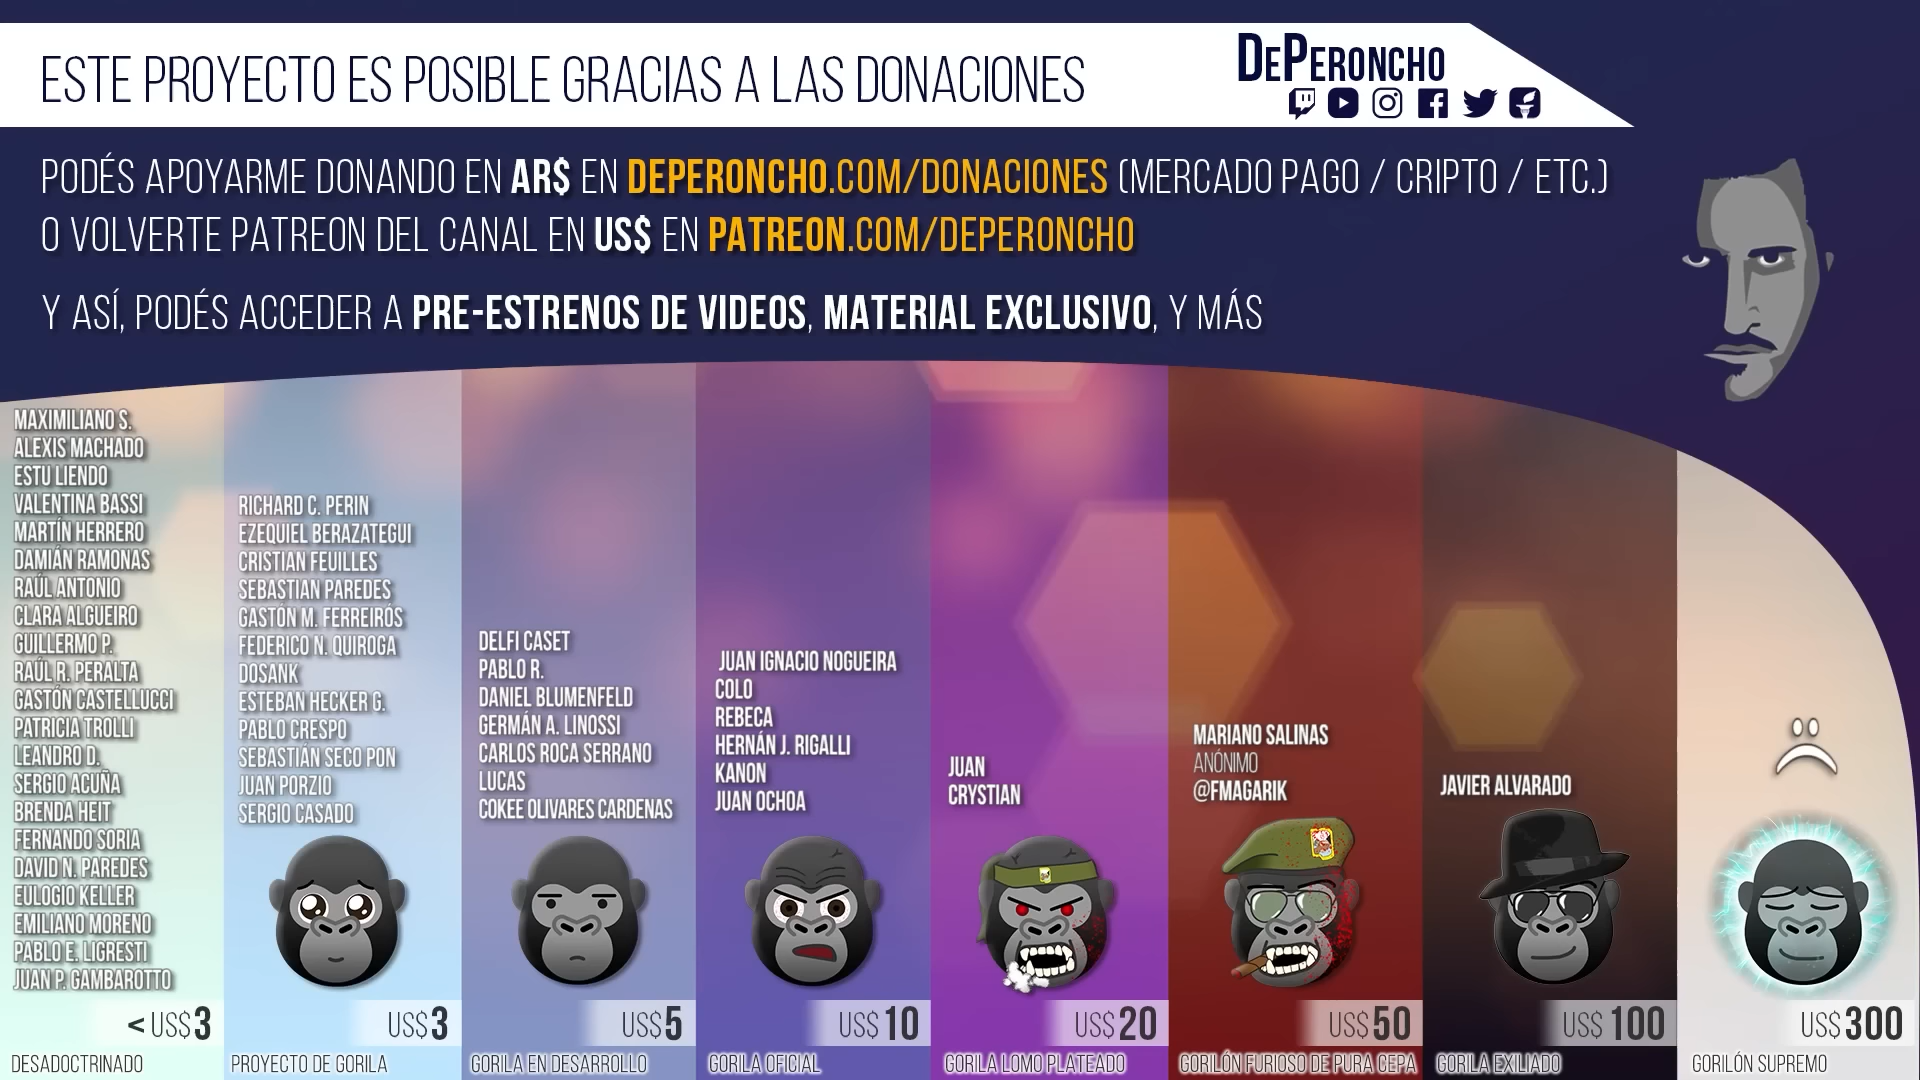 ESTE PROYECTO ES POSIBLE GRACIAS A LAS DONACIONES
DEPERONCHO
PODÉS APOYARME DONANDO EN AR$ EN DEPERONCHO.COM/DONACIONES (MERCADO PAGO / CRIPTO / ETC.)
O VOLVERTE PATREON DEL CANAL EN US$ EN PATREON.COM/DEPERONCHO
Y ASÍ, PODÉS ACCEDER A PRE-ESTRENOS DE VIDEOS, MATERIAL EXCLUSIVO, Y MÁS
MAXIMILIANO S.
ALEXIS MACHADO
ESTU LIENDO
VALENTINA BASSI
MARTÍN HERRERO
DAMIÁN RAMONAS
RAÚL ANTONIO
CLARA ALGUEIRO
GUILLERMO P.
RAÚL R. PERALTA
GASTÓN CASTELLUCCI
PATRICIA TROLLI
LEANDRO D.
SERGIO ACUÑA
BRENDA HEIT
FERNANDO SORIA
DAVID N. PAREDES
EULOGIO KELLER
EMILIANO MORENO
PABLO E. LIGRESTI
JUAN P. GAMBAROTTO
< US$3
DESADOCTRINADO
RICHARD C. PERIN
EZEQUIEL BERAZATEGUI
CRISTIAN FEUILLES
SEBASTIAN PAREDES
GASTÓN M. FERREIRÓS
FEDERICO N. QUIROGA
DOSANK
ESTEBAN HECKER G.
PABLO CRESPO
SEBASTIÁN SECO PON
JUAN PORZIO
SERGIO CASADO
US$3
PROYECTO DE GORILA
DELFI CASET
PABLO R.
DANIEL BLUMENFELD
GERMÁN A. LINOSSI
CARLOS ROCA SERRANO
LUCAS
COKEE OLIVARES CARDENAS
US$5
GORILA EN DESARROLLO
JUAN IGNACIO NOGUEIRA
COLO
REBECA
HERNÁN J. RIGALLI
KANON
JUAN OCHOA
US$10
GORILA OFICIAL
JUAN
CRYSTIAN
US$20
GORILA LOMO PLATEADO
MARIANO SALINAS
ANÓNIMO
@FMAGARIK
US$50
GORILÓN FURIOSO DE PURA CEPA
JAVIER ALVARADO
US$100
GORILA EXILIADO
:(
US$300
GORILÓN SUPREMO